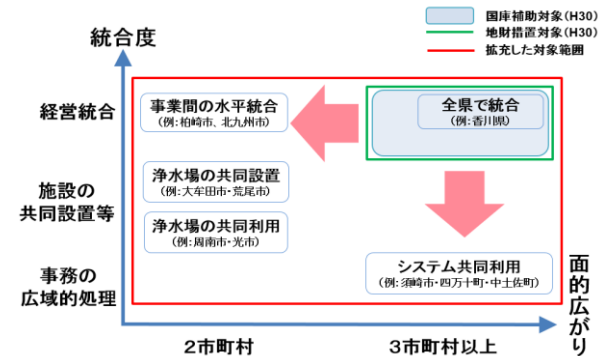 国庫補助対象(H30)
地財措置対象(H30)
拡充した対象範囲
統合度
経営統合
事業間の水平統合
(例:柏崎市、北九州市)
全県で統合
(例:香川県)
施設の
共同設置等
浄水場の共同設置
(例:大牟田市・荒尾市)
浄水場の共同利用
(例:周南市・光市)
事務の
広域的処理
システム共同利用
(例:須崎市・四万十町・中土佐町)
面的広がり
2市町村
3市町村以上